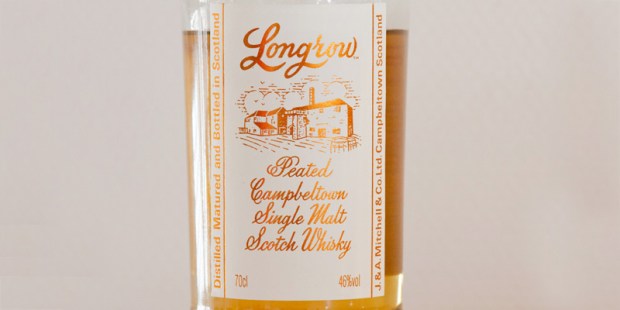 Longrow
Peated
Campbeltown
Single Malt
Scotch Whisky
70cl
46%vol
Distilled Matured and Bottled in Scotland
J.&A. Mitchell & Co. Ltd. Campbeltown Scotland